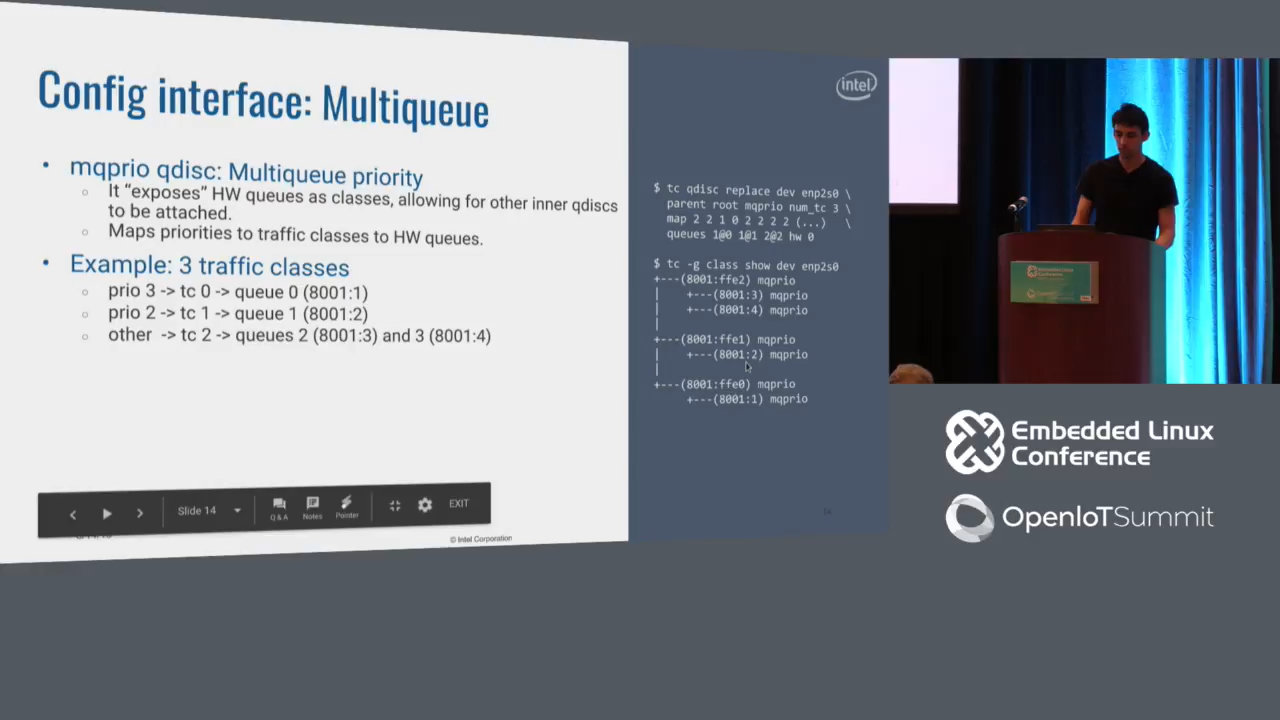 Config interface: Multiqueue
mqprio qdisc: Multiqueue priority
It “exposes” HW queues as classes, allowing for other inner qdiscs
to be attached.
Maps priorities to traffic classes to HW queues.
Example: 3 traffic classes
prio 3 -> tc 0 -> queue 0 (8001:1)
prio 2 -> tc 1 -> queue 1 (8001:2)
other -> tc 2 -> queues 2 (8001:3) and 3 (8001:4)
Slide 14
Q & A
Notes
Pointer
EXIT
© Intel Corporation
intel
$ tc qdisc replace dev enp2s0 \
parent root mqprio num_tc 3 \
map 2 2 1 0 2 2 2 2 (...) \
queues 1@0 1@1 2@2 hw 0
$ tc -g class show dev enp2s0
+---(8001:ffe2) mqprio
| +---(8001:3) mqprio
| +---(8001:4) mqprio
|
+---(8001:ffe1) mqprio
| +---(8001:2) mqprio
|
+---(8001:ffe0) mqprio
+---(8001:1) mqprio
Embedded Linux
Conference
OpenIoTSummit